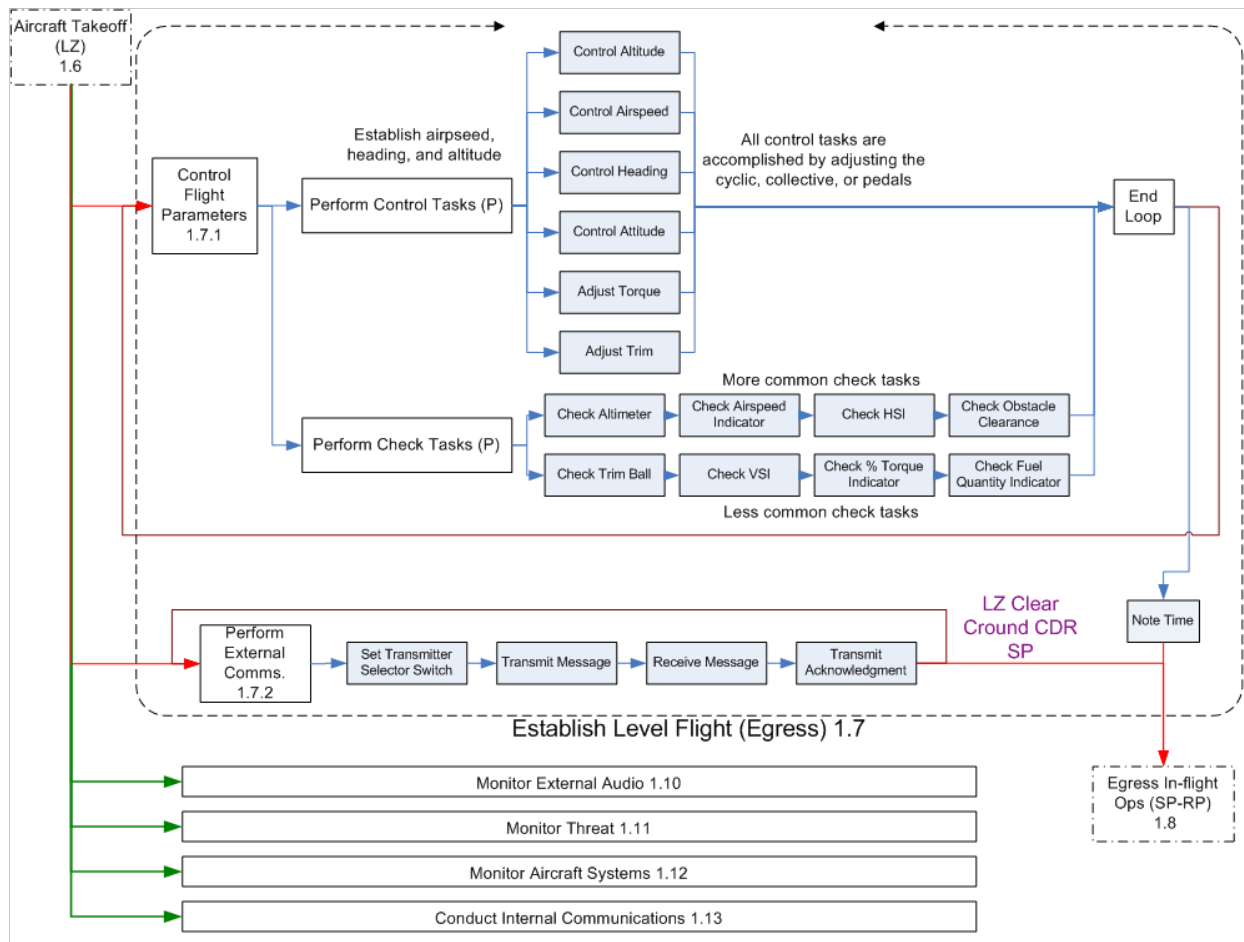 Aircraft Takeoff
(LZ)
1.6
Control Altitude
Control Airspeed
Establish airpseed,
heading, and altitude
All control tasks are
accomplished by adjusting the
cyclic, collective, or pedals
Control
Flight
Parameters
1.7.1
Perform Control Tasks (P)
Control Heading
End
Loop
Control Attitude
Adjust Torque
Adjust Trim
More common check tasks
Perform Check Tasks (P)
Check Altimeter
Check Airspeed
Indicator
Check HSI
Check Obstacle
Clearance
Check Trim Ball
Check VSI
Check % Torque
Indicator
Check Fuel
Quantity Indicator
Less common check tasks
LZ Clear
Cround CDR
SP
Note Time
Perform
External
Comms.
1.7.2
Set Transmitter
Selector Switch
Transmit Message
Receive Message
Transmit
Acknowledgment
Establish Level Flight (Egress) 1.7
Monitor External Audio 1.10
Monitor Threat 1.11
Monitor Aircraft Systems 1.12
Conduct Internal Communications 1.13
Egress In-flight
Ops (SP-RP)
1.8